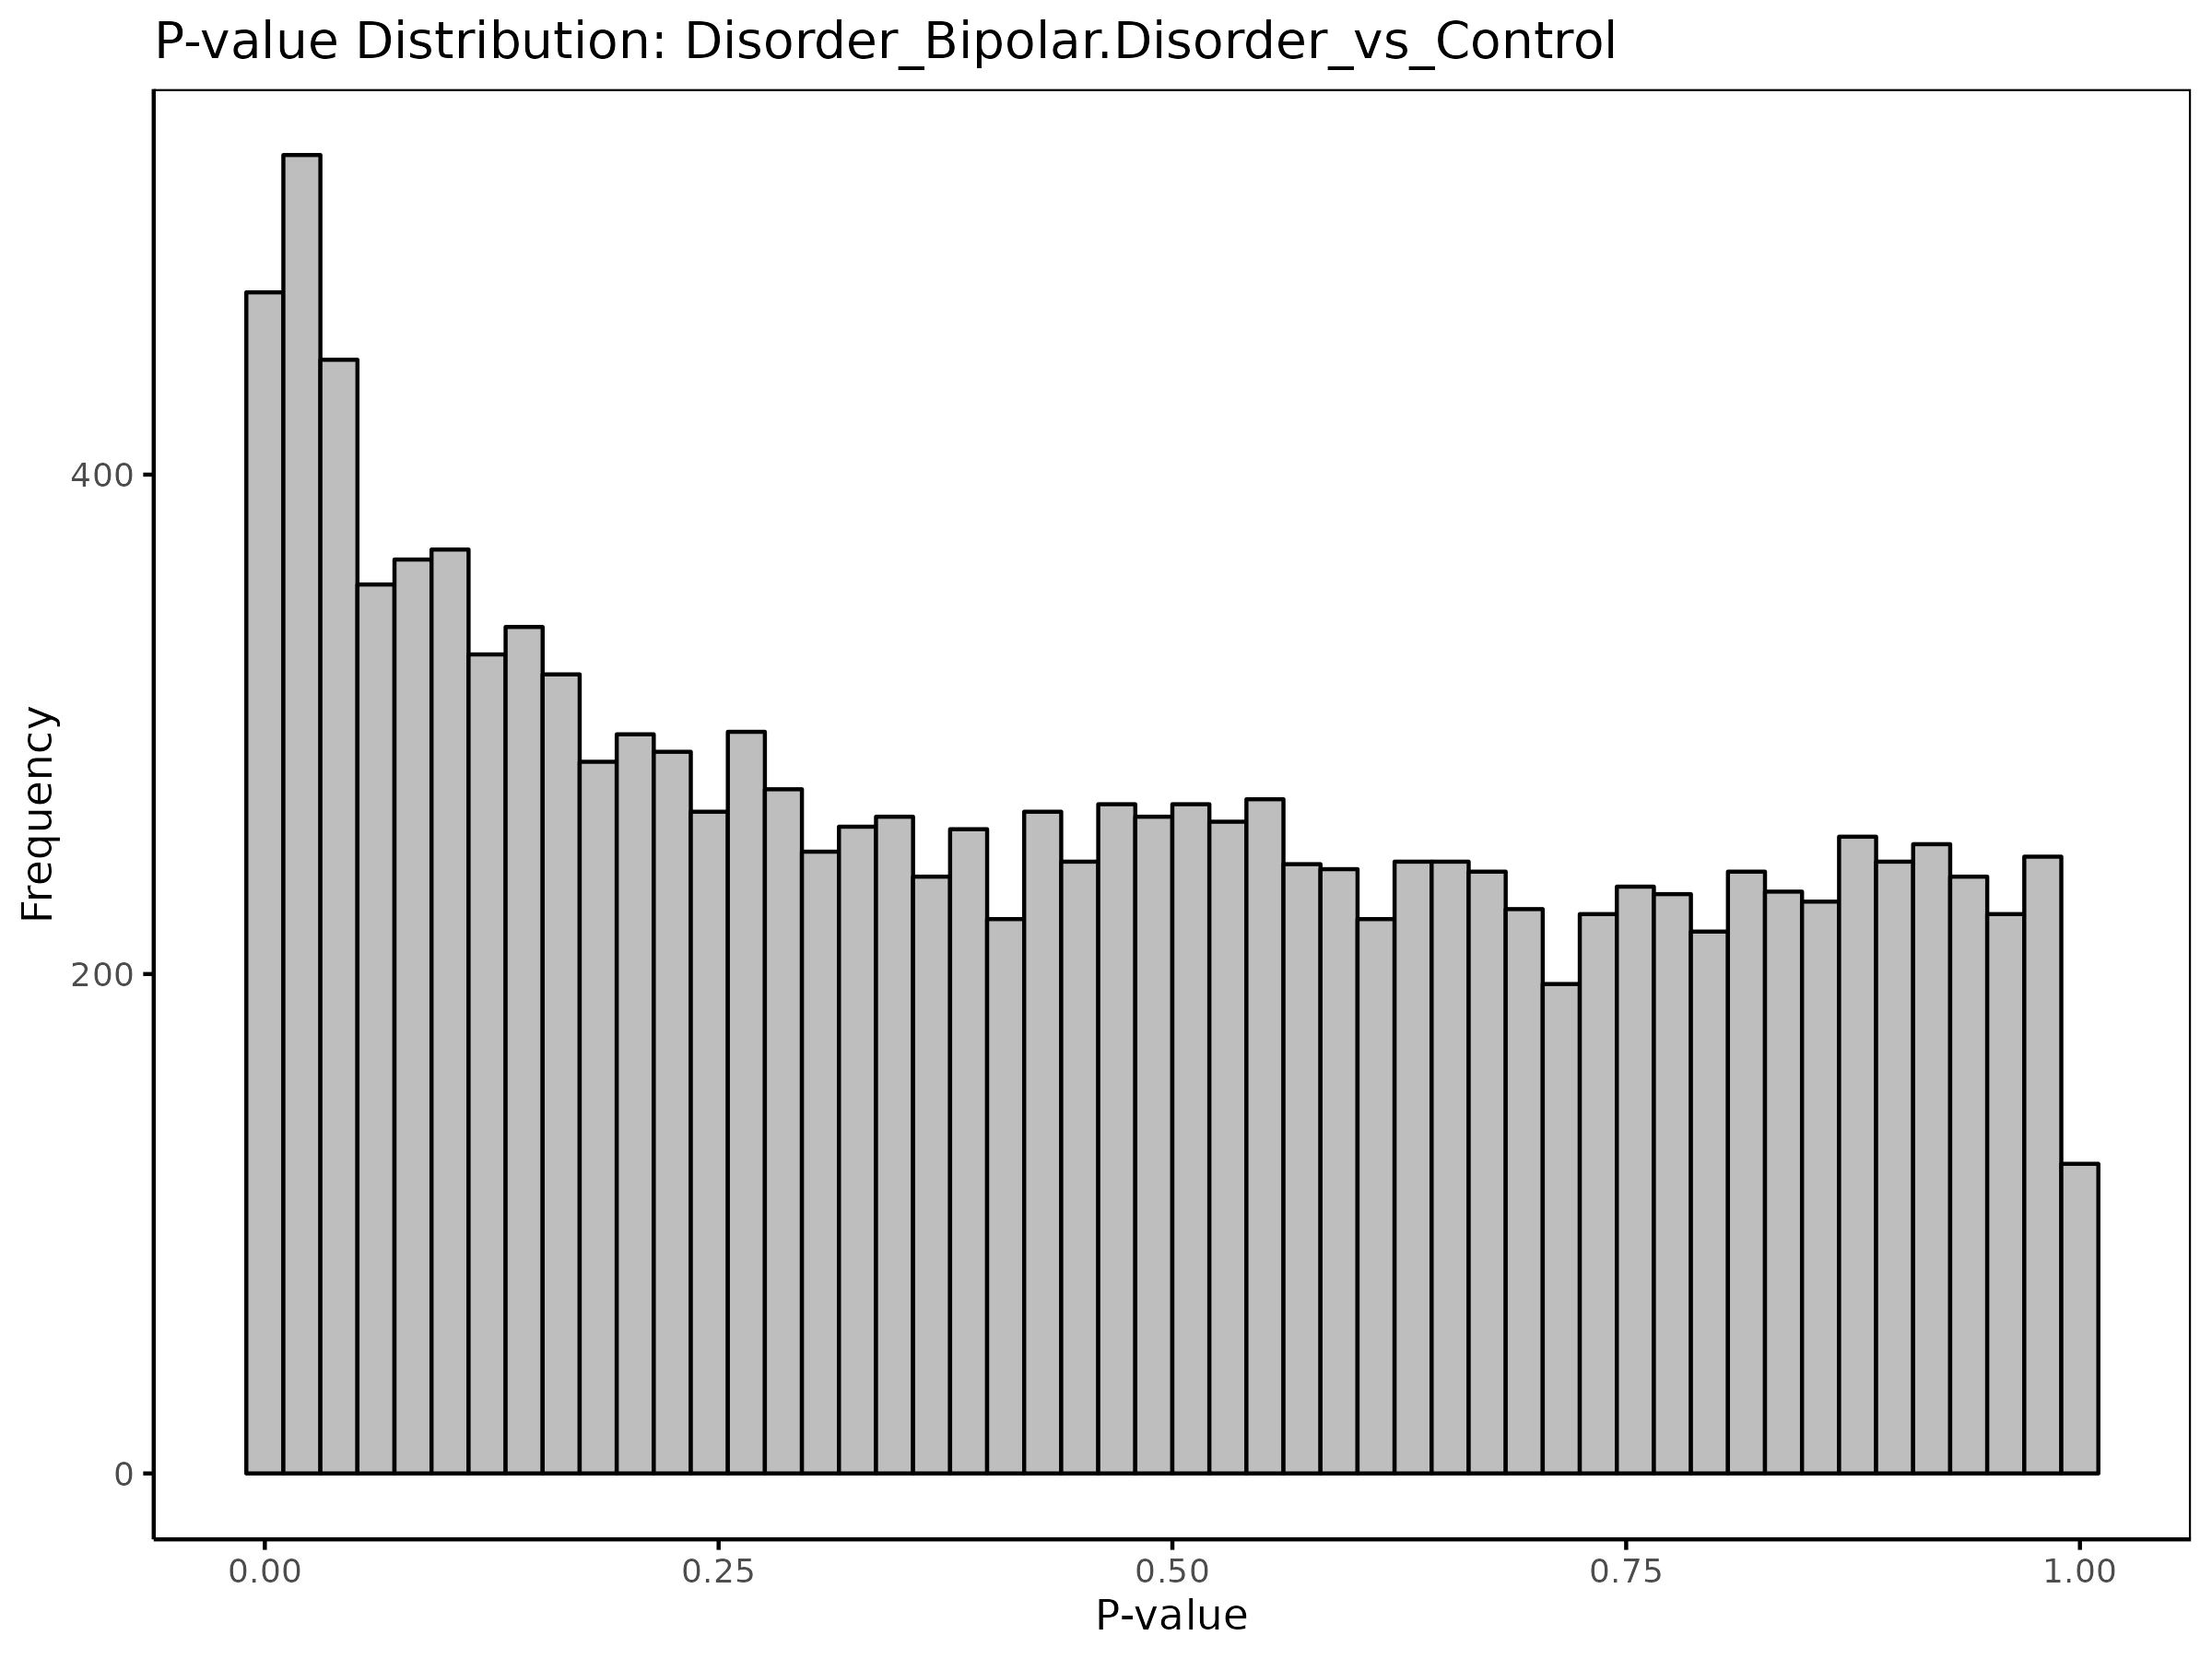 P-value Distribution: Disorder_Bipolar.Disorder_vs_Control
Frequency
400
200
0
0.00 0.25 0.50 0.75 1.00
P-value